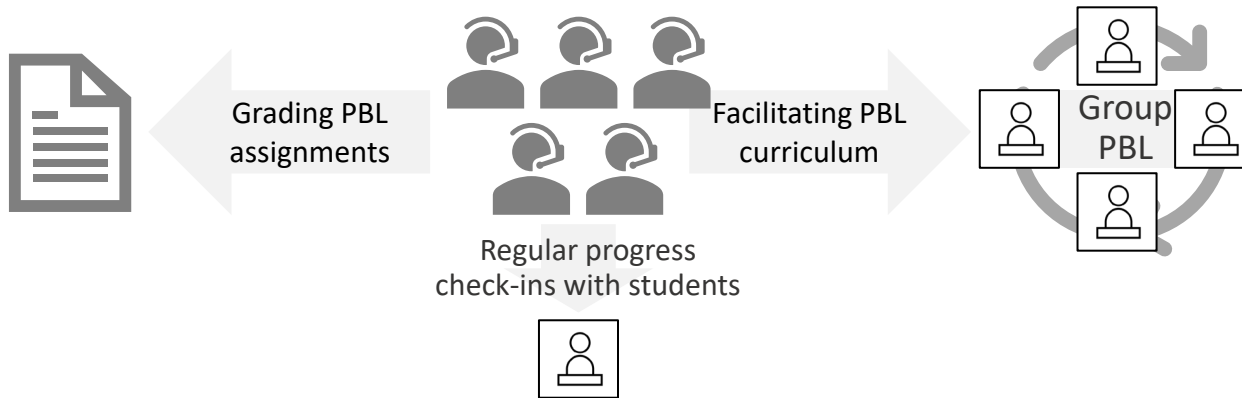 Grading PBL
assignments
Facilitating PBL
curriculum
Group
PBL
Regular progress
check-ins with students